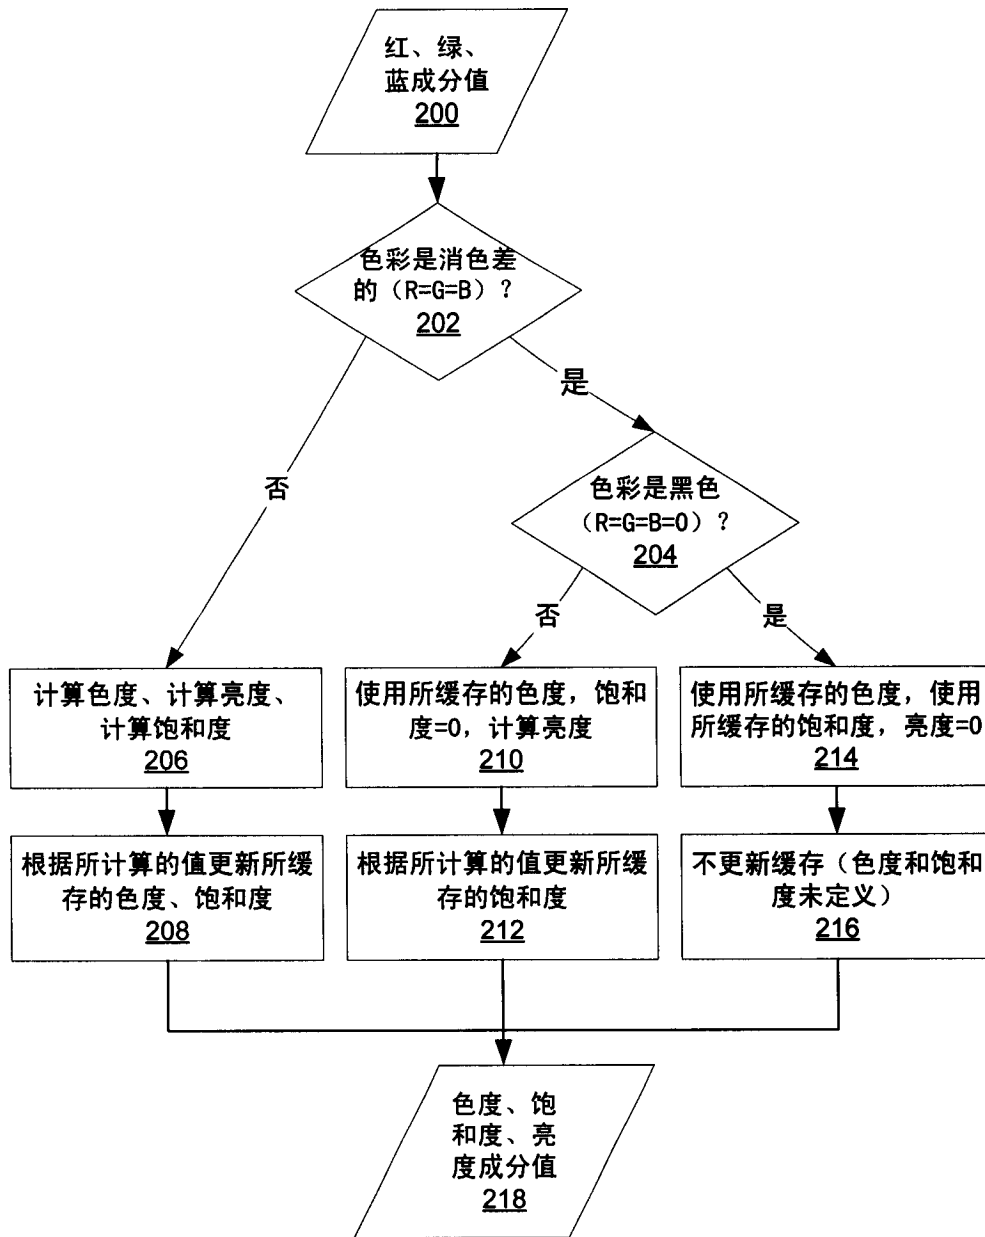 红、绿、
蓝成分值
200
色彩是消色差
的（R=G=B）？
202
是
否
色彩是黑色
（R=G=B=0）？
204
否
是
计算色度、计算亮度、
计算饱和度
206
使用所缓存的色度，饱和
度=0，计算亮度
210
使用所缓存的色度，使用
所缓存的饱和度，亮度=0
214
根据所计算的值更新所缓
存的色度、饱和度
208
根据所计算的值更新所缓
存的饱和度
212
不更新缓存（色度和饱和
度未定义）
216
色度、饱
和度、亮
度成分值
218